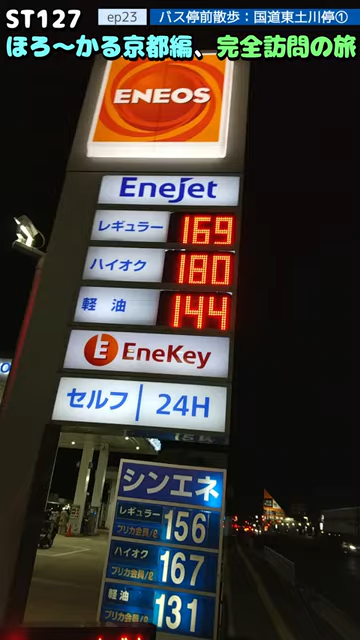 ST127 ep23 バス停前散歩：国道東土川停①
ほろ〜かる京都編、完全訪問の旅
ENEOS
EneJet
レギュラー 169
ハイオク 180
軽油 144
E EneKey
セルフ 24H
シンエネ
レギュラー
プリカ会員/ℓ 156
ハイオク
プリカ会員/ℓ 167
軽油
プリカ会員/ℓ 131